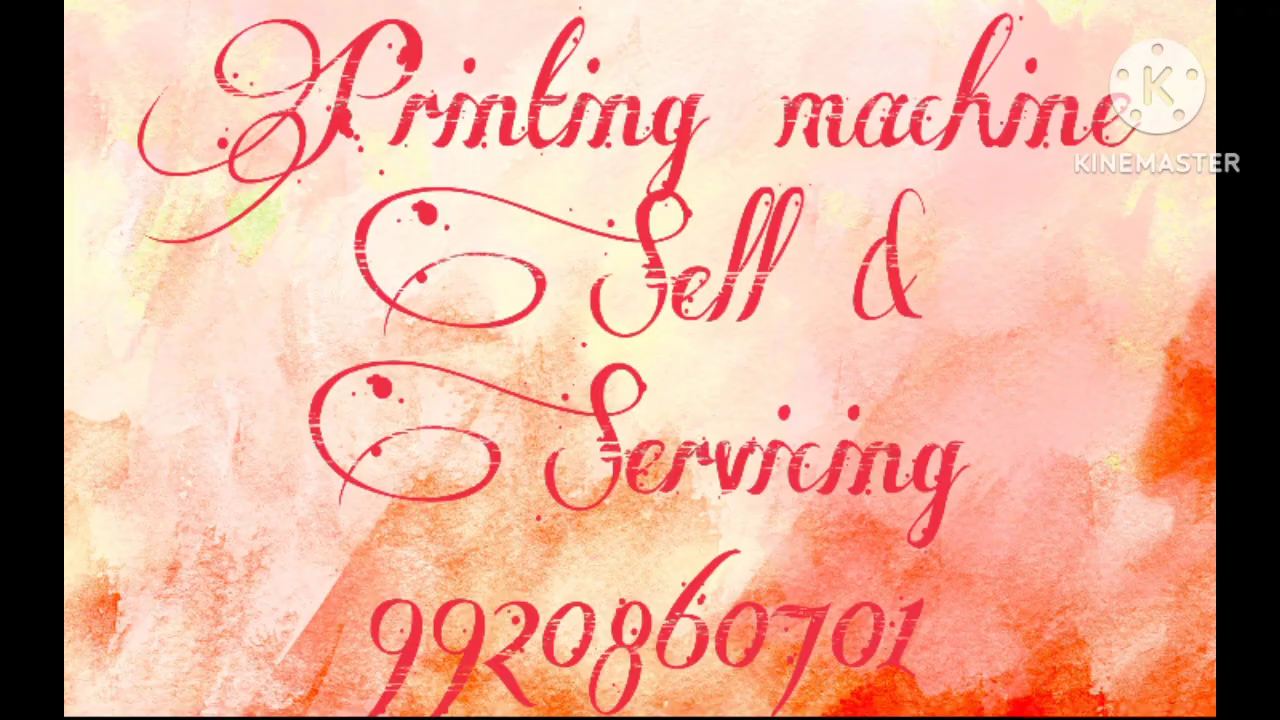 Printing machine
K
KINEMASTER
Sell &
Servicing
9920860701